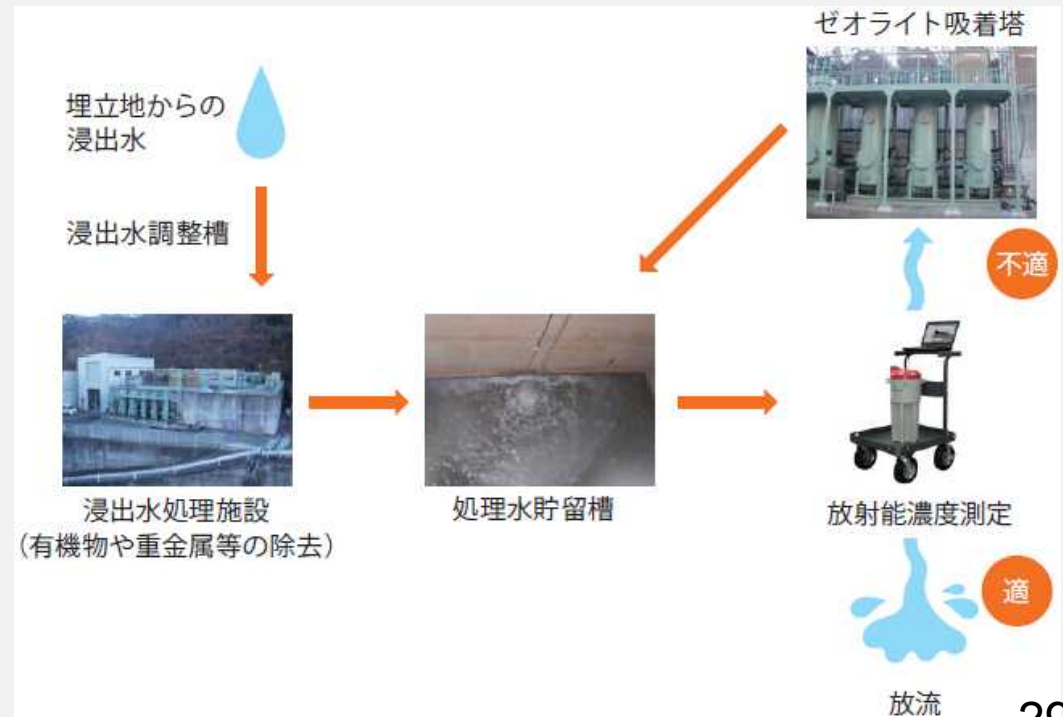 埋立地からの
浸出水
浸出水調整槽
浸出水処理施設
（有機物や重金属等の除去）
処理水貯留槽
ゼオライト吸着塔
不適
放射能濃度測定
適
放流